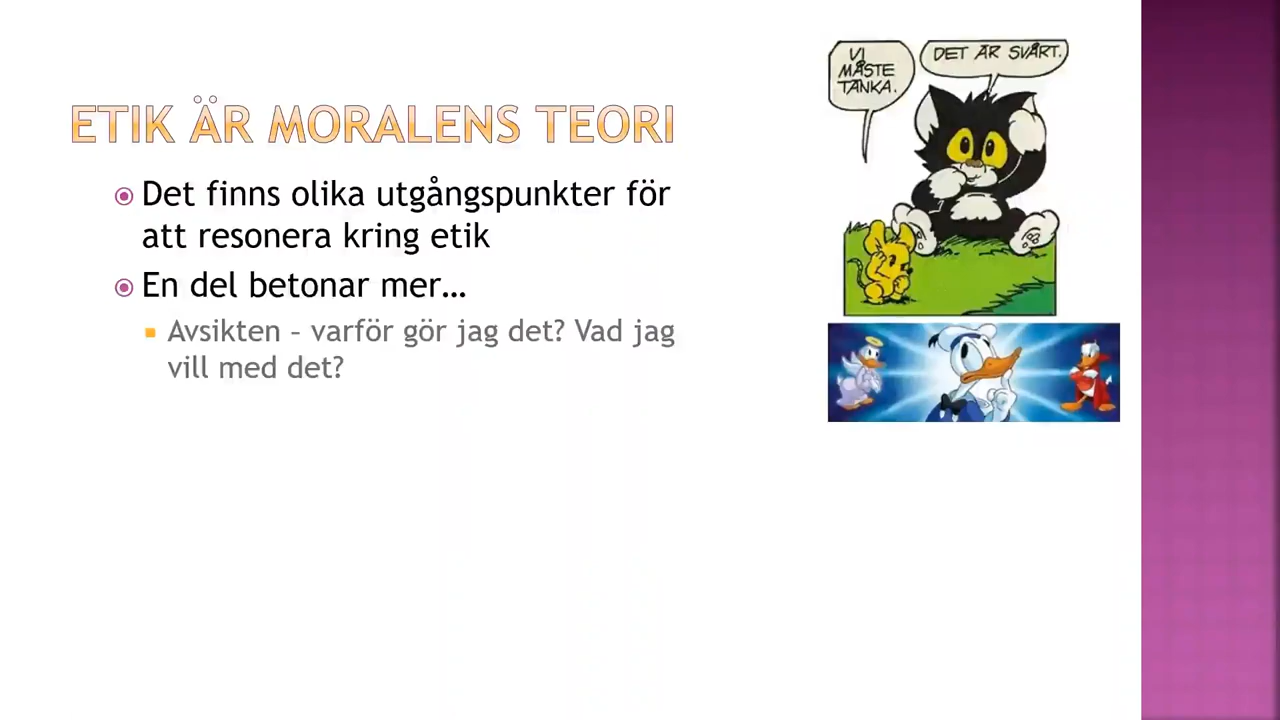 ETIK ÄR MORALENS TEORI
Det finns olika utgångspunkter för
att resonera kring etik
En del betonar mer…
Avsikten – varför gör jag det? Vad jag
vill med det?
VI
MÅSTE
TÄNKA.
DET ÄR SVÅRT.